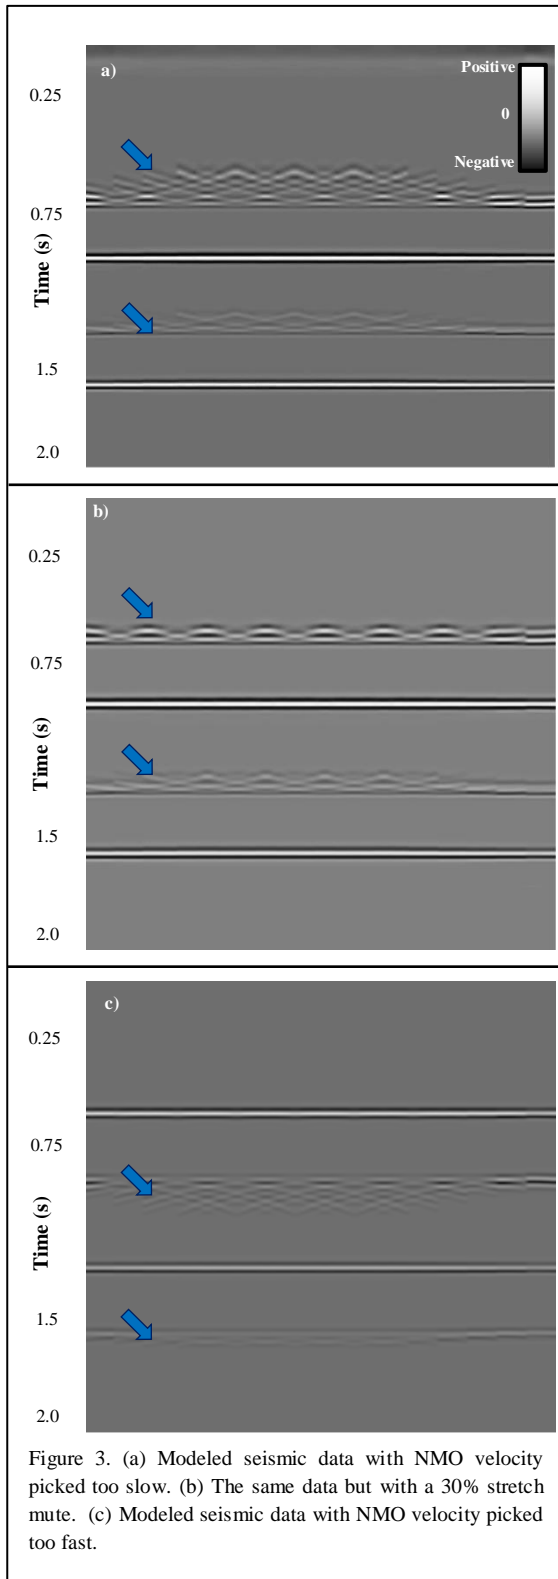 a)
Positive
0
Negative
0.25
0.75
Time (s)
1.5
2.0
b)
0.25
0.75
Time (s)
1.5
2.0
c)
0.25
0.75
Time (s)
1.5
2.0
Figure 3. (a) Modeled seismic data with NMO velocity
picked too slow. (b) The same data but with a 30% stretch
mute. (c) Modeled seismic data with NMO velocity picked
too fast.